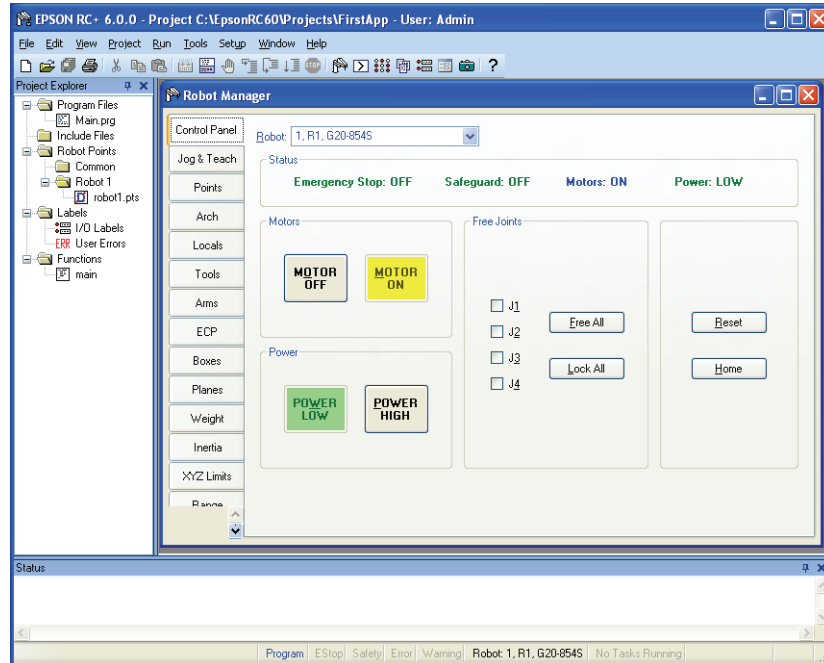 EPSON RC+ 6.0.0 - Project C:\EpsonRC60\Projects\FirstApp - User: Admin
File Edit View Project Run Tools Setup Window Help
Project Explorer
Program Files
Main.prg
Include Files
Robot Points
Common
Robot 1
robot1.pts
Labels
I/O Labels
ERR User Errors
Functions
main
Robot Manager
Control Panel
Jog & Teach
Points
Arch
Locals
Tools
Arms
ECP
Boxes
Planes
Weight
Inertia
XYZ Limits
Range
Robot: 1, R1, G20-854S
Status
Emergency Stop: OFF Safeguard: OFF Motors: ON Power: LOW
Motors
MOTOR OFF
MOTOR ON
Power
POWER LOW
POWER HIGH
Free Joints
J1
J2
J3
J4
Free All
Lock All
Reset
Home
Status
Program EStop Safety Error Warning Robot: 1, R1, G20-854S No Tasks Running